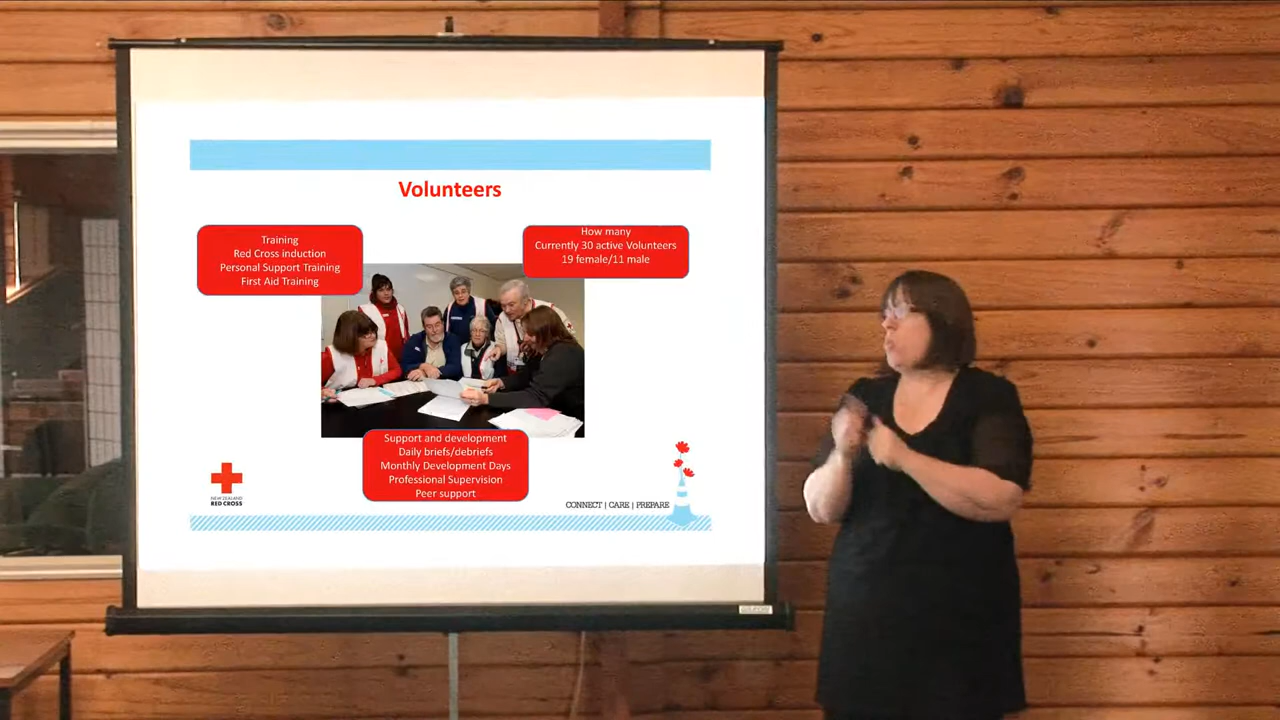 Volunteers
Training
Red Cross induction
Personal Support Training
First Aid Training
How many
Currently 30 active Volunteers
19 female/11 male
Support and development
Daily briefs/debriefs
Monthly Development Days
Professional Supervision
Peer support
NEW ZEALAND
RED CROSS
CONNECT | CARE | PREPARE